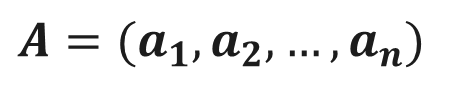 A = (a₁, a₂, … , aₙ)